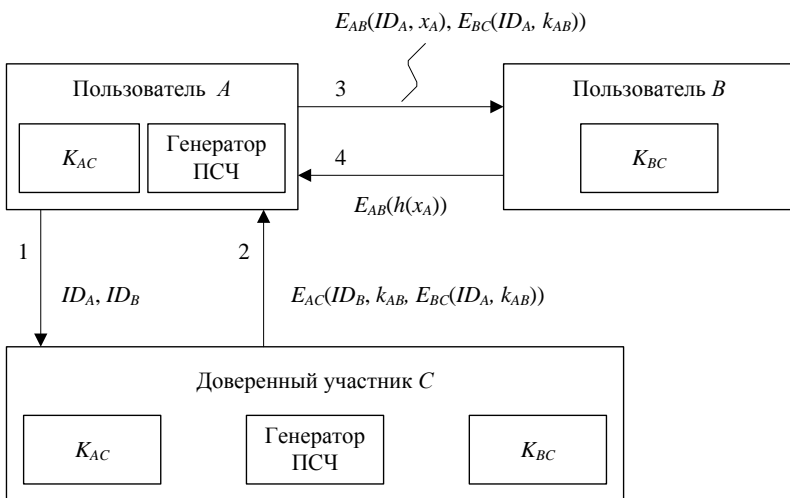 E_AB(ID_A, x_A), E_BC(ID_A, k_AB))
Пользователь A
3
Пользователь B
K_AC
Генератор
ПСЧ
4
K_BC
E_AB(h(x_A))
1
2
ID_A, ID_B
E_AC(ID_B, k_AB, E_BC(ID_A, k_AB))
Доверенный участник C
K_AC
Генератор
ПСЧ
K_BC